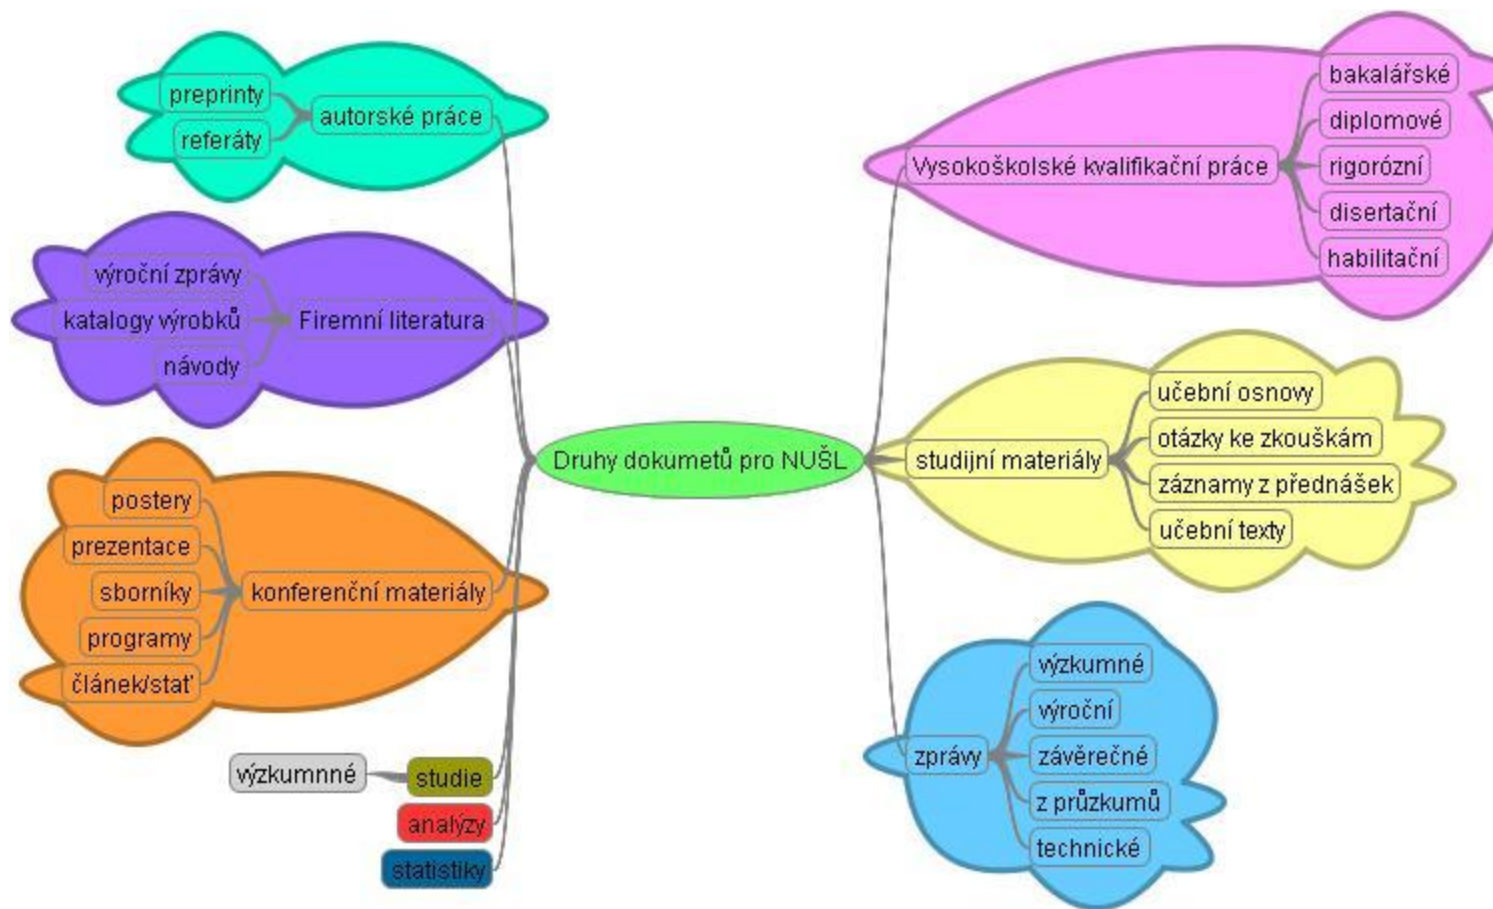 preprinty
referáty
autorské práce
výroční zprávy
katalogy výrobků
návody
Firemní literatura
postery
prezentace
sborníky
programy
článek/stať
konferenční materiály
výzkumnné
studie
analýzy
statistiky
Druhy dokumetů pro NUŠL
Vysokoškolské kvalifikační práce
bakalářské
diplomové
rigorózní
disertační
habilitační
studijní materiály
učební osnovy
otázky ke zkouškám
záznamy z přednášek
učební texty
zprávy
výzkumné
výroční
závěrečné
z průzkumů
technické